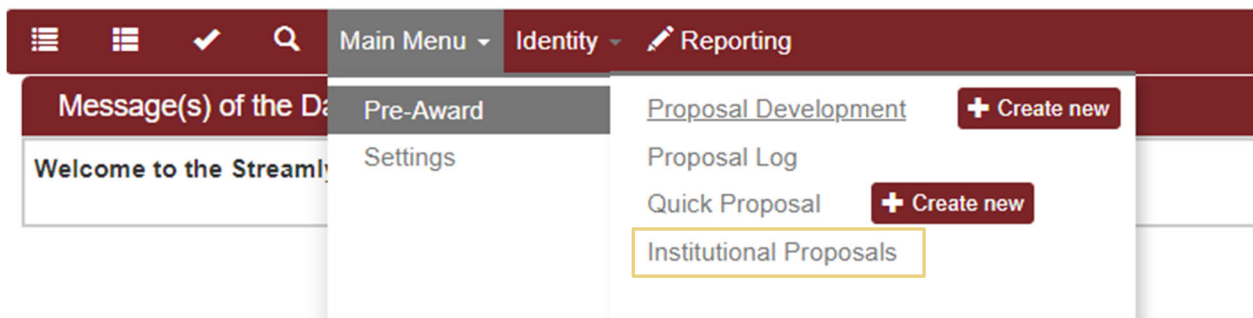 Main Menu Identity Reporting
Message(s) of the Da
Pre-Award
Proposal Development Create new
Welcome to the Streaml
Settings
Proposal Log
Quick Proposal Create new
Institutional Proposals